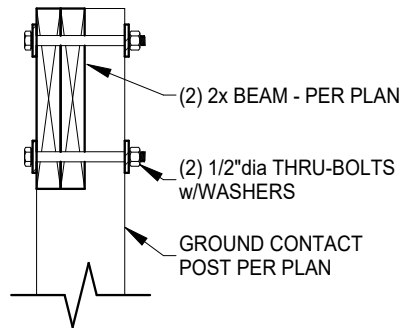 (2) 2x BEAM - PER PLAN
(2) 1/2"dia THRU-BOLTS
w/WASHERS
GROUND CONTACT
POST PER PLAN